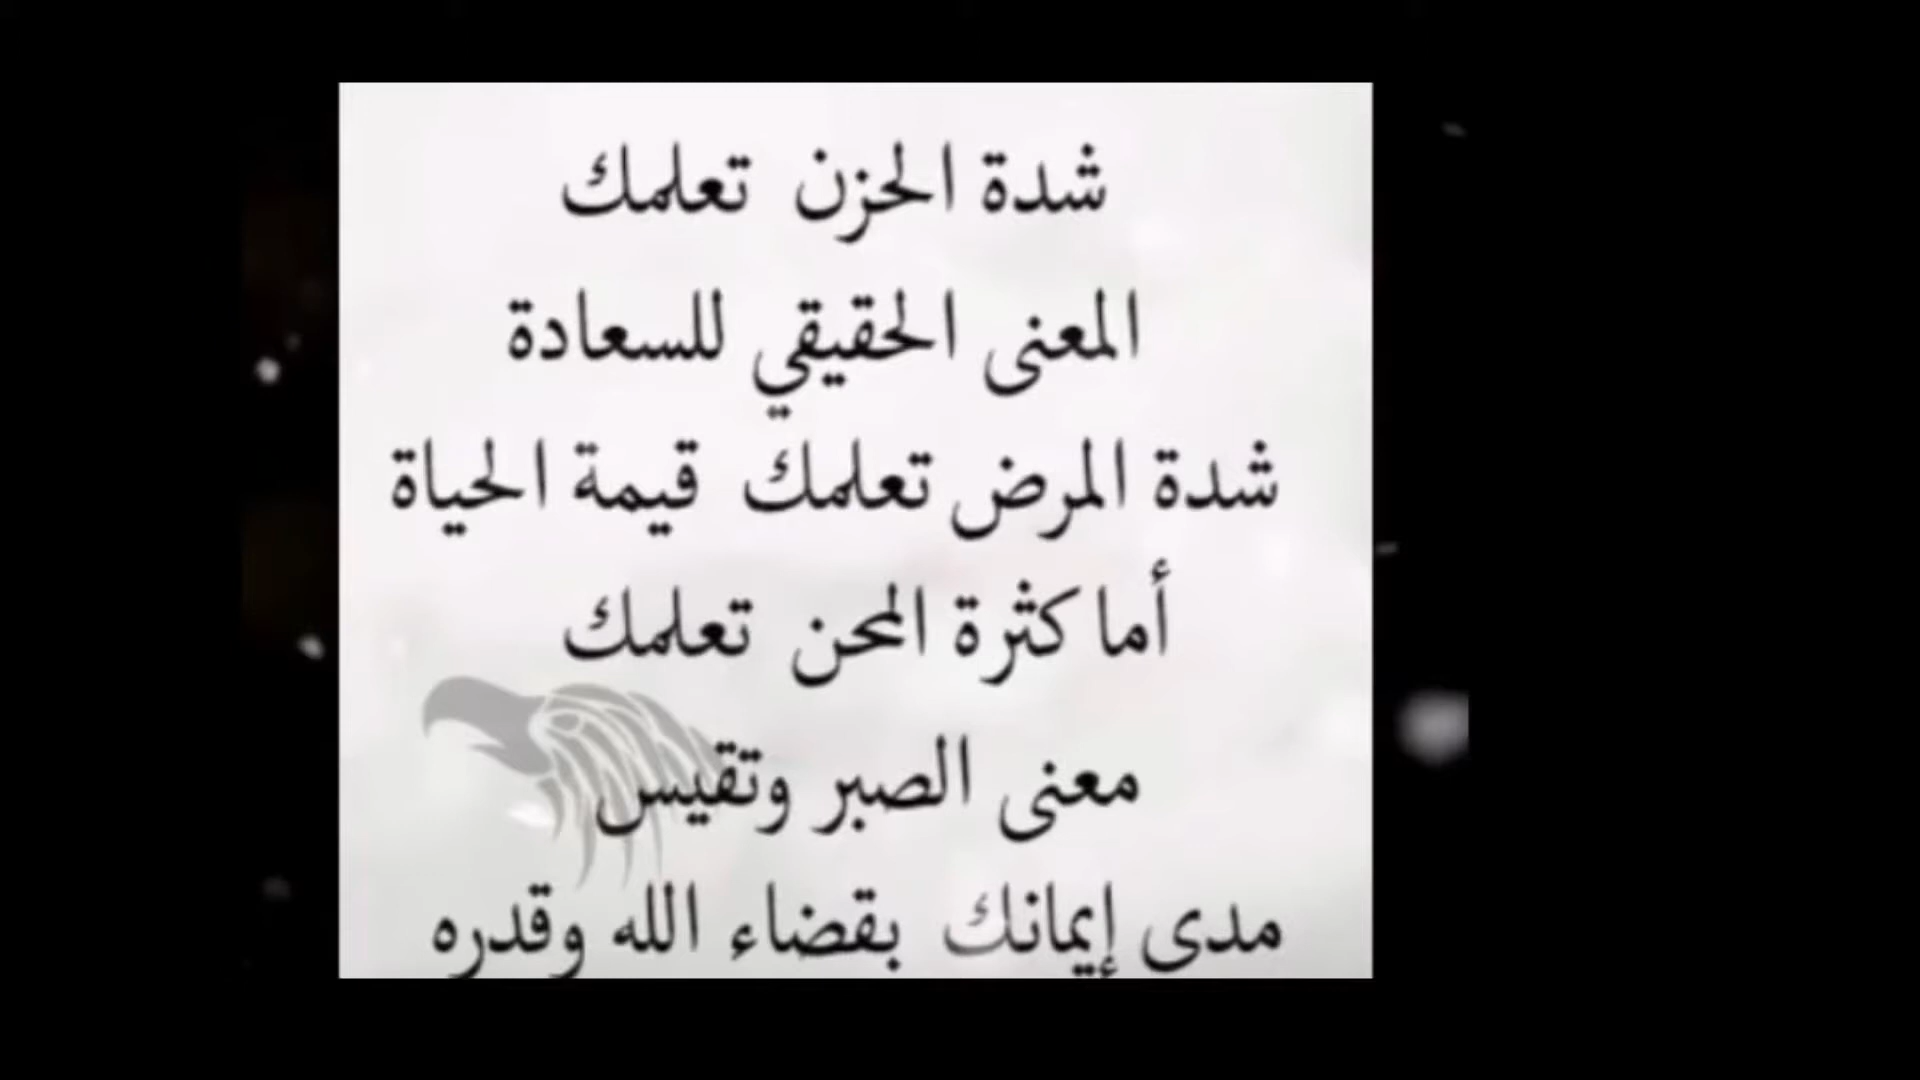 شدة الحزن تعلمك
المعنى الحقيقي للسعادة
شدة المرض تعلمك قيمة الحياة
أما كثرة المحن تعلمك
معنى الصبر وتقيس
مدى إيمانك بقضاء الله وقدره